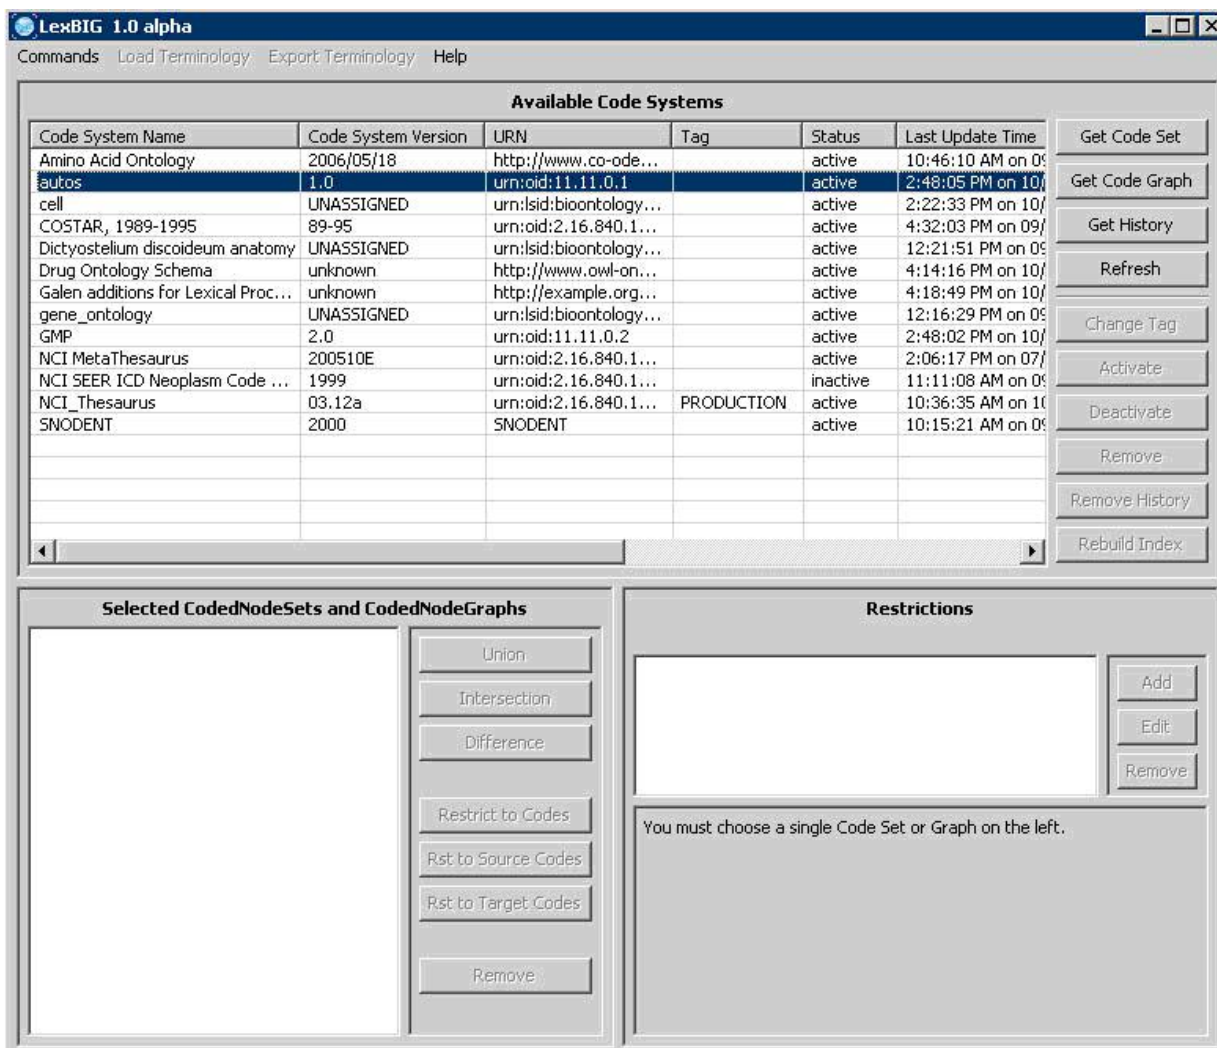 LexBIG 1.0 alpha
Commands Load Terminology Export Terminology Help
Available Code Systems
Code System Name Code System Version URN Tag Status Last Update Time
Amino Acid Ontology 2006/05/18 http://www.co-ode... active 10:46:10 AM on 09
autos 1.0 urn:oid:11.11.0.1 active 2:48:05 PM on 10/
cell UNASSIGNED urn:lsid:bioontology... active 2:22:33 PM on 10/
COSTAR, 1989-1995 89-95 urn:oid:2.16.840.1... active 4:32:03 PM on 09/
Dictyostelium discoideum anatomy UNASSIGNED urn:lsid:bioontology... active 12:21:51 PM on 09
Drug Ontology Schema unknown http://www.owl-on... active 4:14:16 PM on 10/
Galen additions for Lexical Proc... unknown http://example.org... active 4:18:49 PM on 10/
gene_ontology UNASSIGNED urn:lsid:bioontology... active 12:16:29 PM on 09
GMP 2.0 urn:oid:11.11.0.2 active 2:48:02 PM on 10/
NCI MetaThesaurus 200510E urn:oid:2.16.840.1... active 2:06:17 PM on 07/
NCI SEER ICD Neoplasm Code ... 1999 urn:oid:2.16.840.1... inactive 11:11:08 AM on 09
NCI_Thesaurus 03.12a urn:oid:2.16.840.1... PRODUCTION active 10:36:35 AM on 10
SNODENT 2000 SNODENT active 10:15:21 AM on 09
Get Code Set
Get Code Graph
Get History
Refresh
Change Tag
Activate
Deactivate
Remove
Remove History
Rebuild Index
Selected CodedNodeSets and CodedNodeGraphs
Union
Intersection
Difference
Restrict to Codes
Rst to Source Codes
Rst to Target Codes
Remove
Restrictions
Add
Edit
Remove
You must choose a single Code Set or Graph on the left.